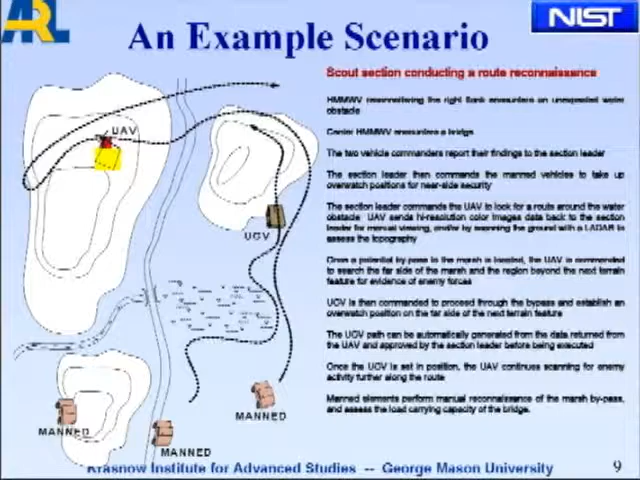 ARL
NIST
An Example Scenario
Scout section conducting a route reconnaissance
HMMWV reconnoitering the right flank encounters an unexpected water
obstacle
Center HMMWV encounters a bridge.
The two vehicle commanders report their findings to the section leader
The section leader then commands the manned vehicles to take up
overwatch positions for near-side security
The section leader commands the UAV to look for a route around the water
obstacle UAV sends hi-resolution color images data back to the section
leader for manual viewing, and/or by scanning the ground with a LADAR to
assess the topography
Once a potential by-pass to the marsh is located, the UAV is commanded
to search the far side of the marsh and the region beyond the next terrain
feature for evidence of enemy forces
UGV is then commanded to proceed through the bypass and establish an
overwatch position on the far side of the next terrain feature
The UGV path can be automatically generated from the data returned from
the UAV and approved by the section leader before being executed
Once the UGV is set in position, the UAV continues scanning for enemy
activity further along the route
Manned elements perform manual reconnaissance of the marsh by-pass,
and assess the load carrying capacity of the bridge.
UAV
UGV
MANNED
MANNED
MANNED
Krasnow Institute for Advanced Studies -- George Mason University
9